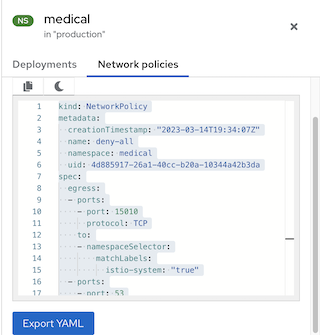 NS medical
in "production"
Deployments Network policies
1 kind: NetworkPolicy
2 metadata:
3 creationTimestamp: "2023-03-14T19:34:07Z"
4 name: deny-all
5 namespace: medical
6 uid: 4d885917-26a1-40cc-b20a-10344a42b3da
7 spec:
8 egress:
9 - ports:
10 - port: 15010
11 protocol: TCP
12 to:
13 - namespaceSelector:
14 matchLabels:
15 istio-system: "true"
16 - ports:
17 - port: 53
Export YAML